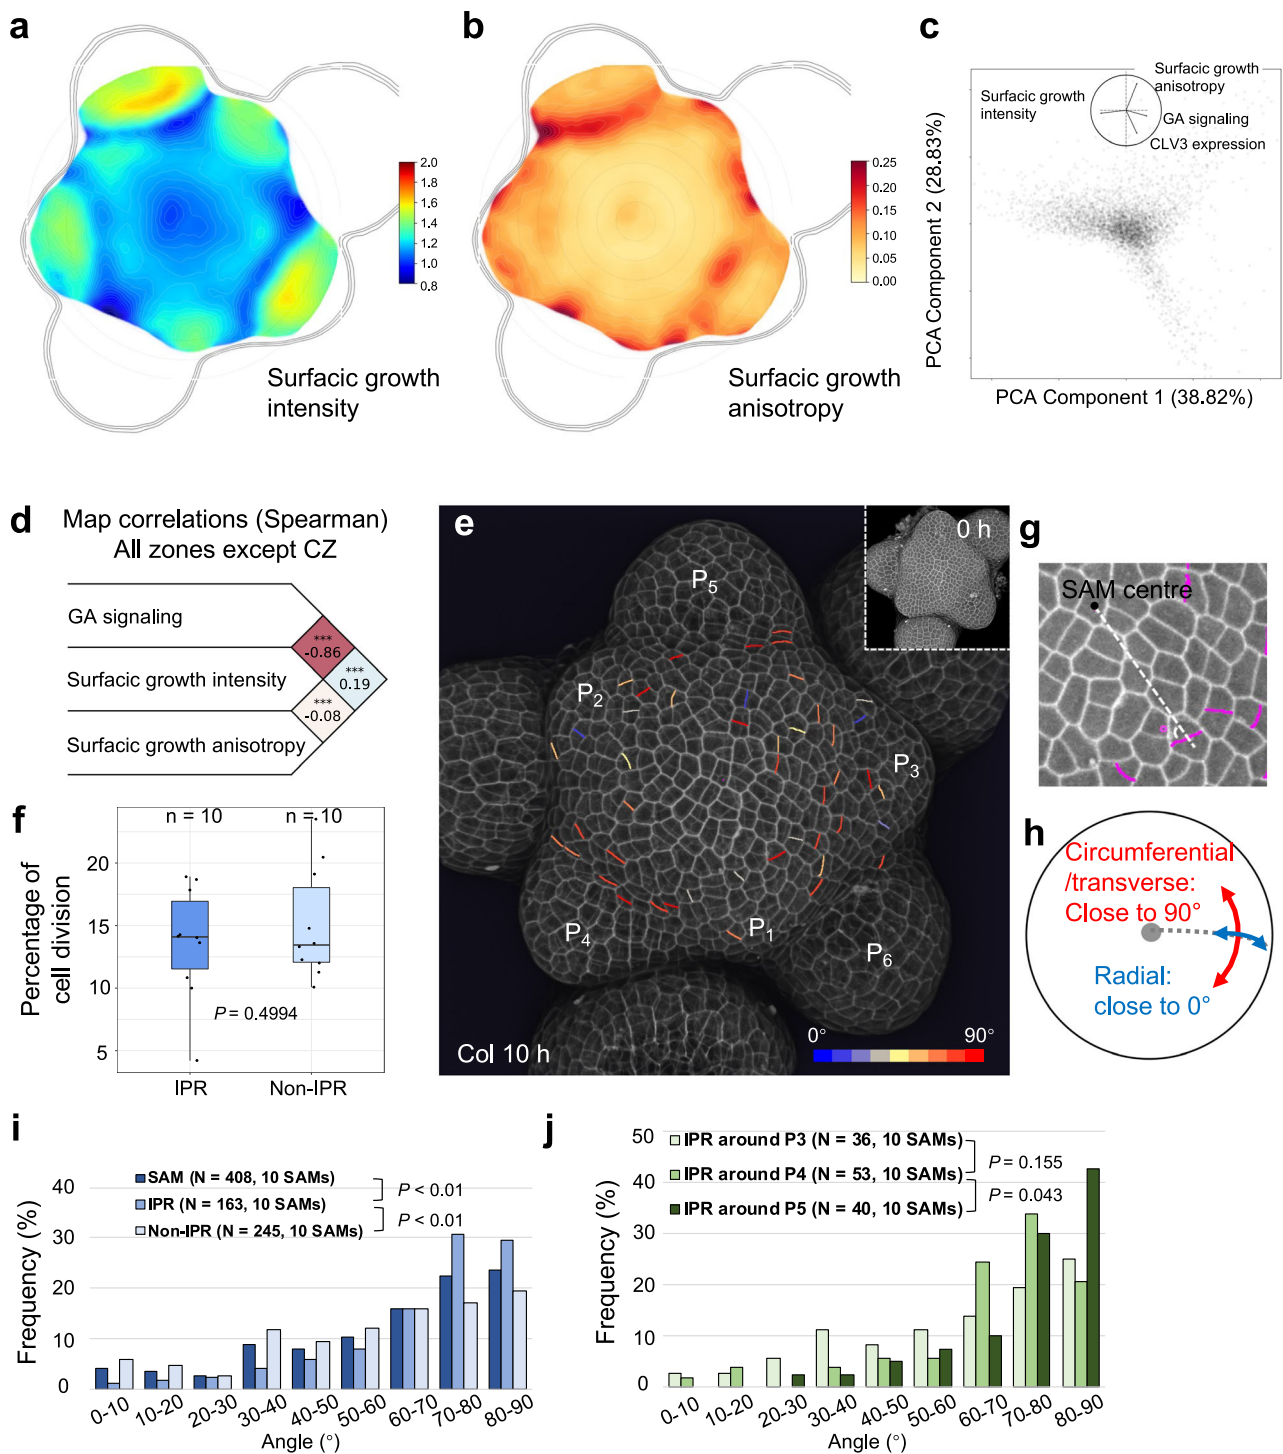 a
2.0
1.8
1.6
1.4
1.2
1.0
0.8
Surfacic growth
intensity
b
0.25
0.20
0.15
0.10
0.05
0.00
Surfacic growth
anisotropy
c
Surfacic growth
anisotropy
Surfacic growth
intensity
GA signaling
CLV3 expression
PCA Component 2 (28.83%)
PCA Component 1 (38.82%)
d
Map correlations (Spearman)
All zones except CZ
GA signaling
Surfacic growth intensity
Surfacic growth anisotropy
***
-0.86
***
0.19
***
-0.08
e
0 h
P5
P2
P3
P4
P1
P6
Col 10 h
0°
90°
f
n = 10
n = 10
20
15
10
5
Percentage of
cell division
P = 0.4994
IPR
Non-IPR
g
SAM centre
h
Circumferential
/transverse:
Close to 90°
Radial:
close to 0°
i
SAM (N = 408, 10 SAMs)
IPR (N = 163, 10 SAMs)
Non-IPR (N = 245, 10 SAMs)
P < 0.01
P < 0.01
40
30
20
10
0
Frequency (%)
0-10
10-20
20-30
30-40
40-50
50-60
60-70
70-80
80-90
Angle (°)
j
IPR around P3 (N = 36, 10 SAMs)
IPR around P4 (N = 53, 10 SAMs)
IPR around P5 (N = 40, 10 SAMs)
P = 0.155
P = 0.043
50
40
30
20
10
0
Frequency (%)
0-10
10-20
20-30
30-40
40-50
50-60
60-70
70-80
80-90
Angle (°)